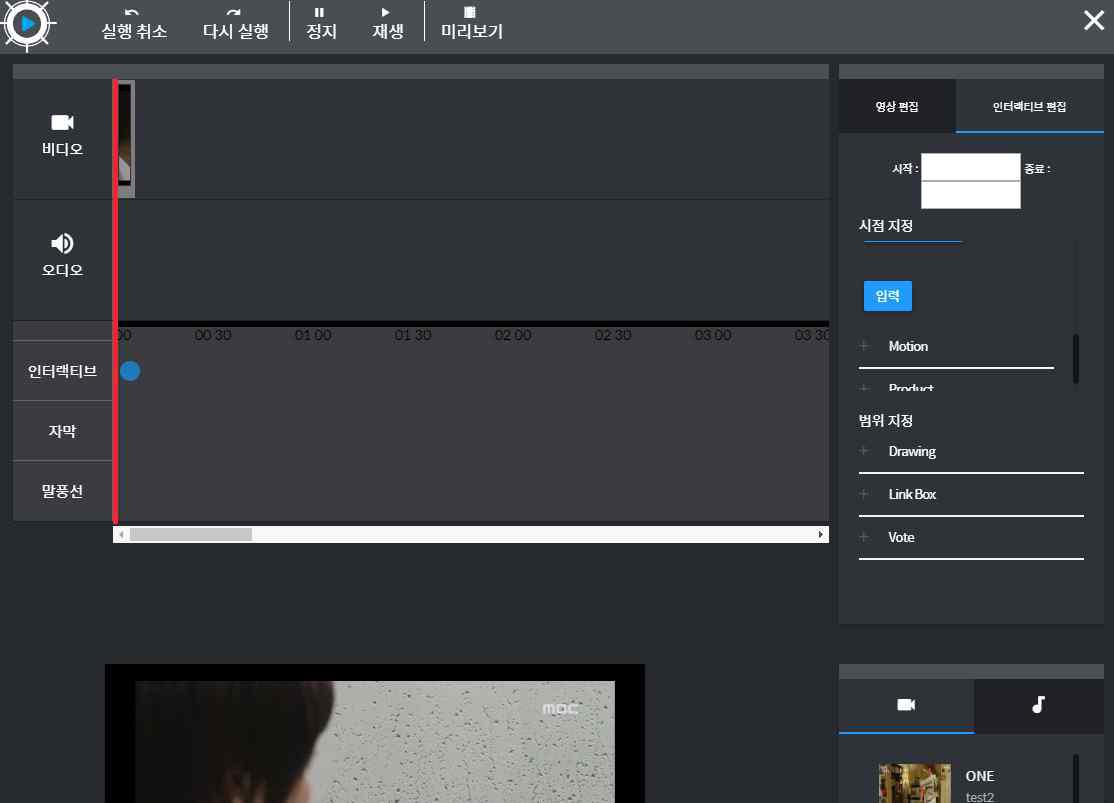 실행 취소
다시 실행
정지
재생
미리보기
비디오
오디오
00 00 30 01 00 01 30 02 00 02 30 03 00 03 30
인터랙티브
자막
말풍선
영상 편집
인터랙티브 편집
시작 :
종료 :
시점 지정
입력
+ Motion
+ Product
범위 지정
+ Drawing
+ Link Box
+ Vote
mbc
ONE
test2